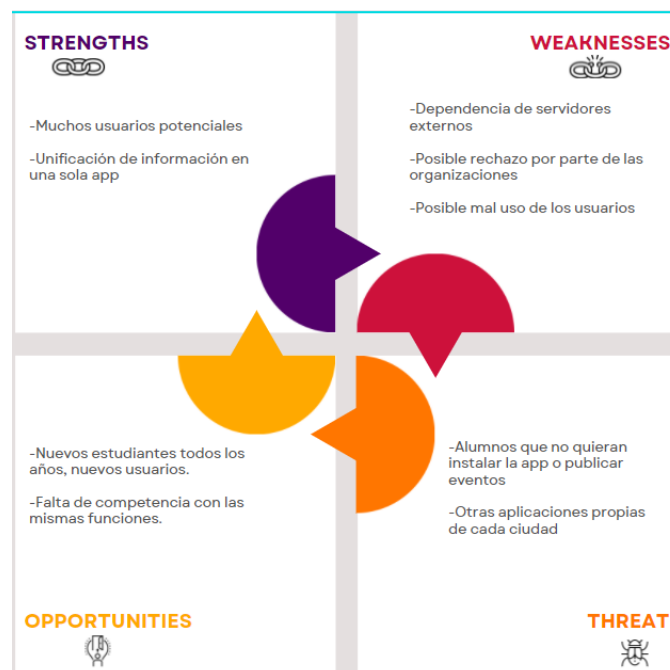 STRENGTHS
-Muchos usuarios potenciales
-Unificación de información en
una sola app
WEAKNESSES
-Dependencia de servidores
externos
-Posible rechazo por parte de las
organizaciones
-Posible mal uso de los usuarios
-Nuevos estudiantes todos los
años, nuevos usuarios.
-Falta de competencia con las
mismas funciones.
OPPORTUNITIES
-Alumnos que no quieran
instalar la app o publicar
eventos
-Otras aplicaciones propias
de cada ciudad
THREAT